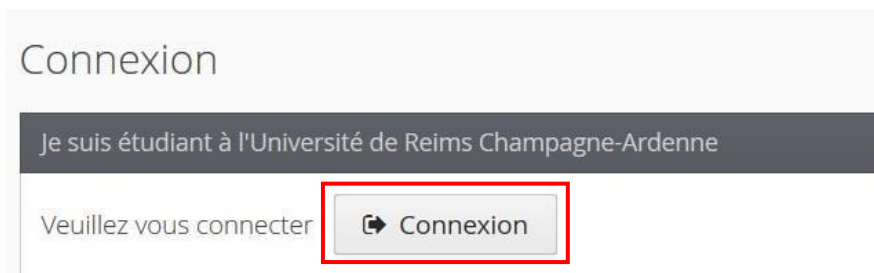 Connexion
Je suis étudiant à l'Université de Reims Champagne-Ardenne
Veuillez vous connecter Connexion